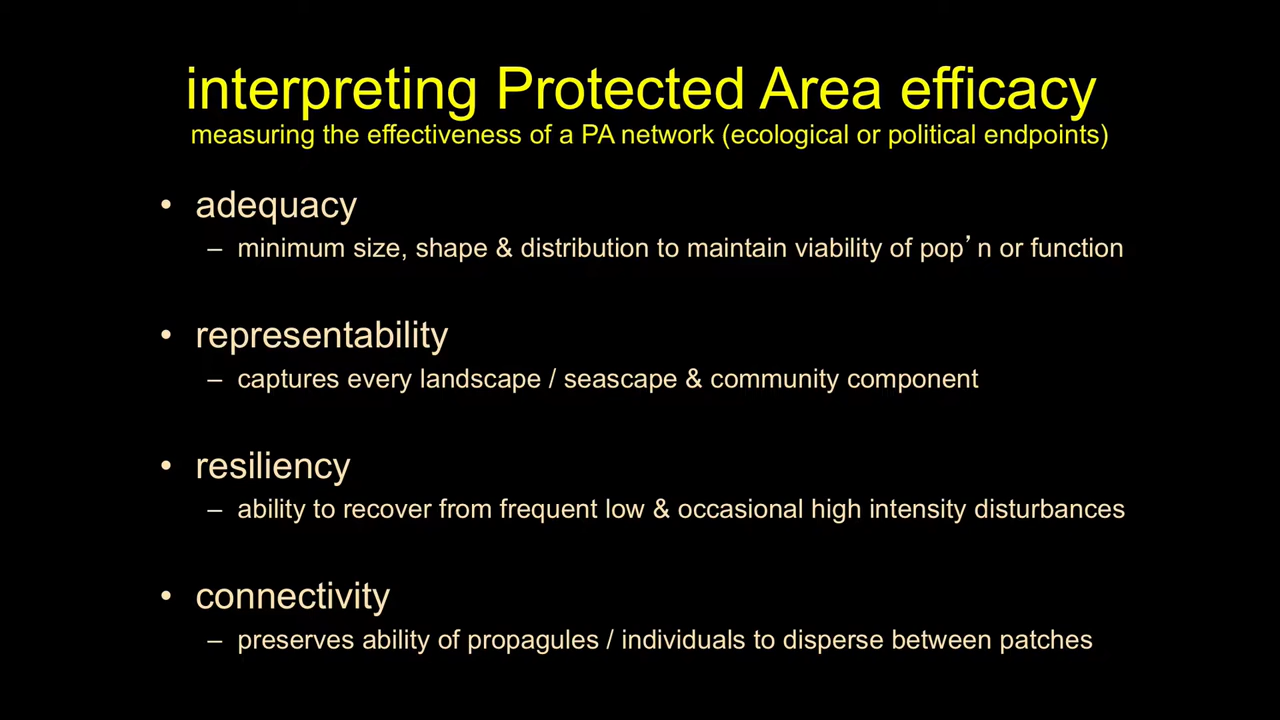 interpreting Protected Area efficacy
measuring the effectiveness of a PA network (ecological or political endpoints)
• adequacy
– minimum size, shape & distribution to maintain viability of pop’n or function
• representability
– captures every landscape / seascape & community component
• resiliency
– ability to recover from frequent low & occasional high intensity disturbances
• connectivity
– preserves ability of propagules / individuals to disperse between patches